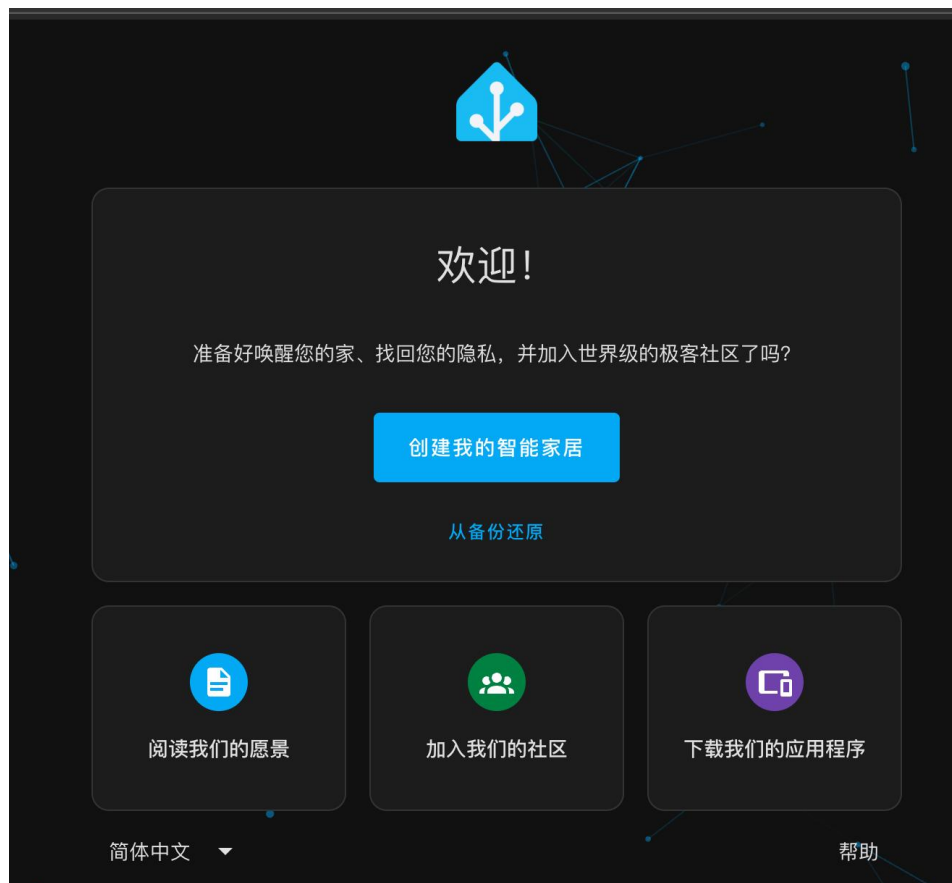 欢迎!
准备好唤醒您的家、找回您的隐私，并加入世界级的极客社区了吗?
创建我的智能家居
从备份还原
阅读我们的愿景
加入我们的社区
下载我们的应用程序
简体中文
帮助